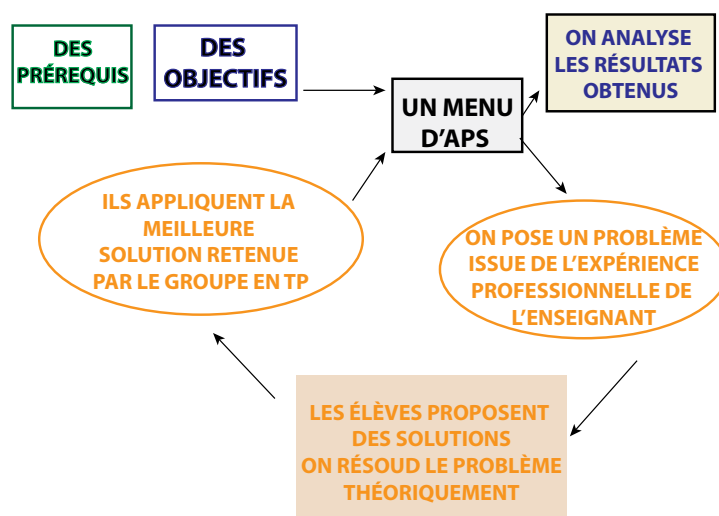 DES
PRÉREQUIS
DES
OBJECTIFS
UN MENU
D’APS
ON ANALYSE
LES RÉSULTATS
OBTENUS
ON POSE UN PROBLÈME
ISSUE DE L’EXPÉRIENCE
PROFESSIONNELLE DE
L’ENSEIGNANT
LES ÉLÈVES PROPOSENT
DES SOLUTIONS
ON RÉSOUD LE PROBLÈME
THÉORIQUEMENT
ILS APPLIQUENT LA
MEILLEURE
SOLUTION RETENUE
PAR LE GROUPE EN TP